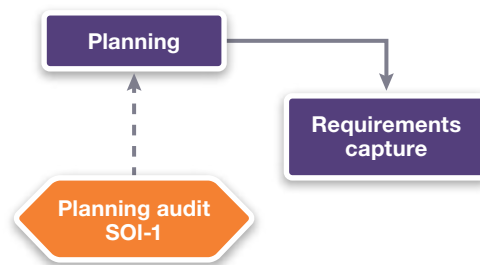 Planning
Requirements
capture
Planning audit
SOI-1